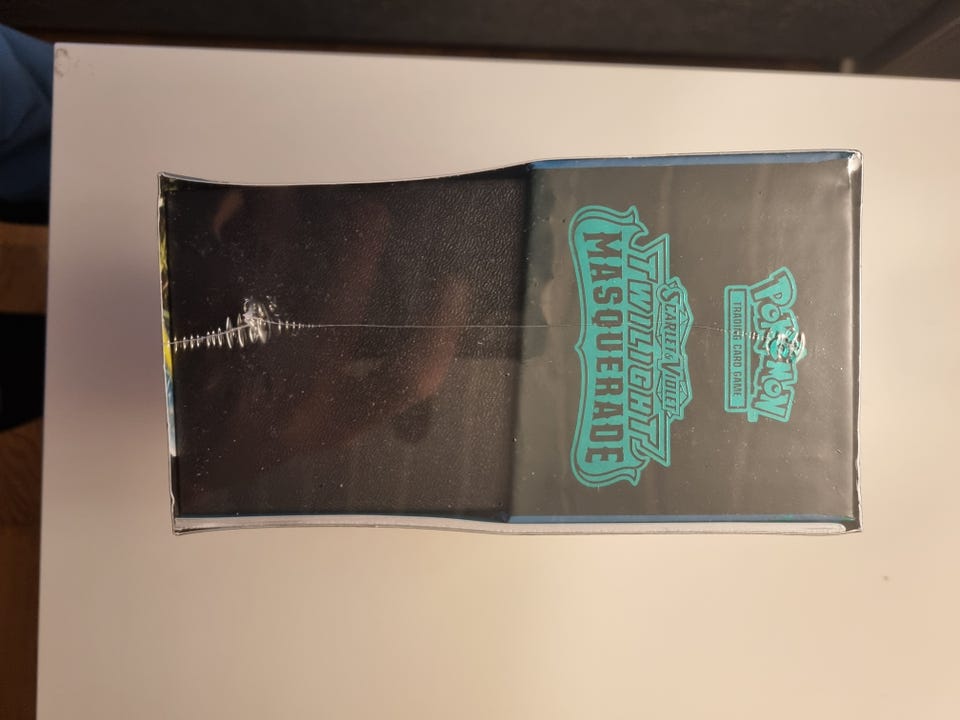 POKéMON
TRADING CARD GAME
SCARLET & VIOLET
TWILIGHT
MASQUERADE